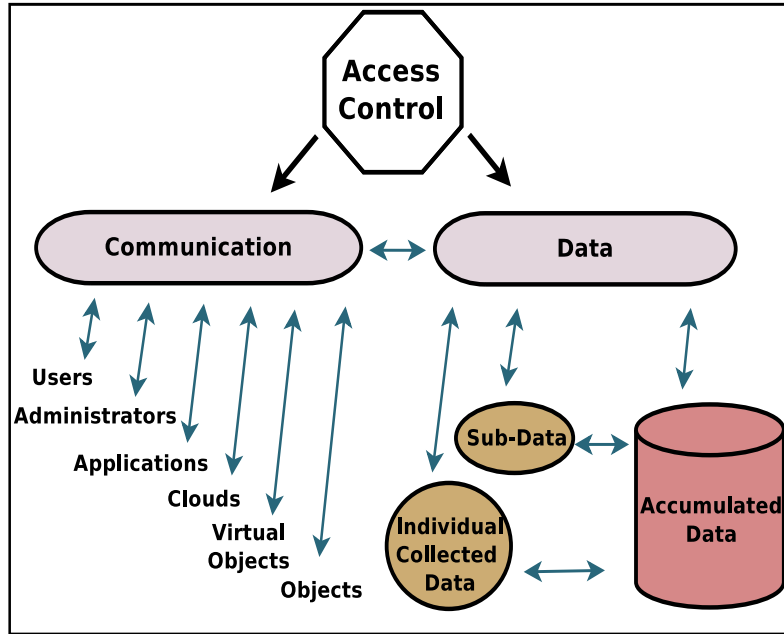 Access
Control
Communication
Data
Users
Administrators
Applications
Clouds
Virtual
Objects
Objects
Sub-Data
Individual
Collected
Data
Accumulated
Data